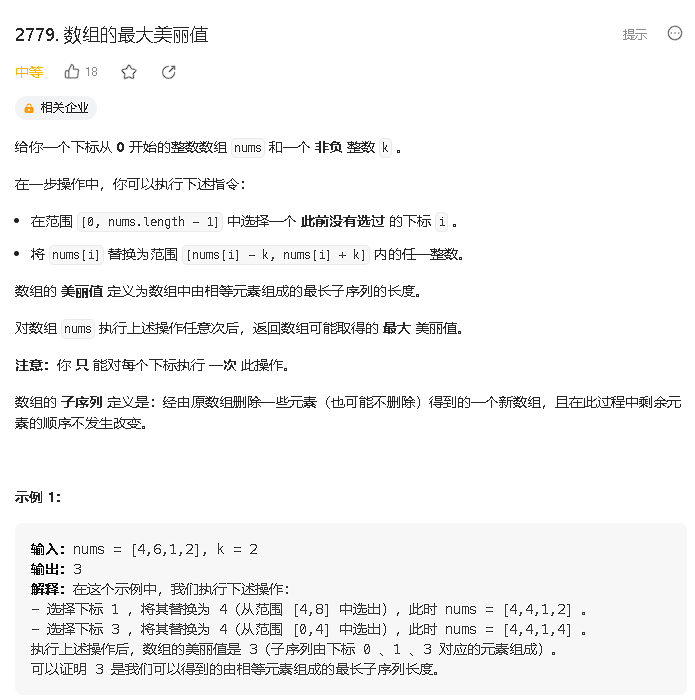 2779. 数组的最大美丽值
提示
中等 18
相关企业
给你一个下标从 0 开始的整数数组 nums 和一个 非负 整数 k 。
在一步操作中，你可以执行下述指令：
• 在范围 [0, nums.length - 1] 中选择一个 此前没有选过 的下标 i 。
• 将 nums[i] 替换为范围 [nums[i] - k, nums[i] + k] 内的任一整数。
数组的 美丽值 定义为数组中由相等元素组成的最长子序列的长度。
对数组 nums 执行上述操作任意次后，返回数组可能取得的 最大 美丽值。
注意：你 只 能对每个下标执行 一次 此操作。
数组的 子序列 定义是：经由原数组删除一些元素（也可能不删除）得到的一个新数组，且在此过程中剩余元
素的顺序不发生改变。
示例 1：
输入：nums = [4,6,1,2], k = 2
输出：3
解释：在这个示例中，我们执行下述操作：
- 选择下标 1 ，将其替换为 4（从范围 [4,8] 中选出），此时 nums = [4,4,1,2] 。
- 选择下标 3 ，将其替换为 4（从范围 [0,4] 中选出），此时 nums = [4,4,1,4] 。
执行上述操作后，数组的美丽值是 3（子序列由下标 0 、1 、3 对应的元素组成）。
可以证明 3 是我们可以得到的由相等元素组成的最长子序列长度。